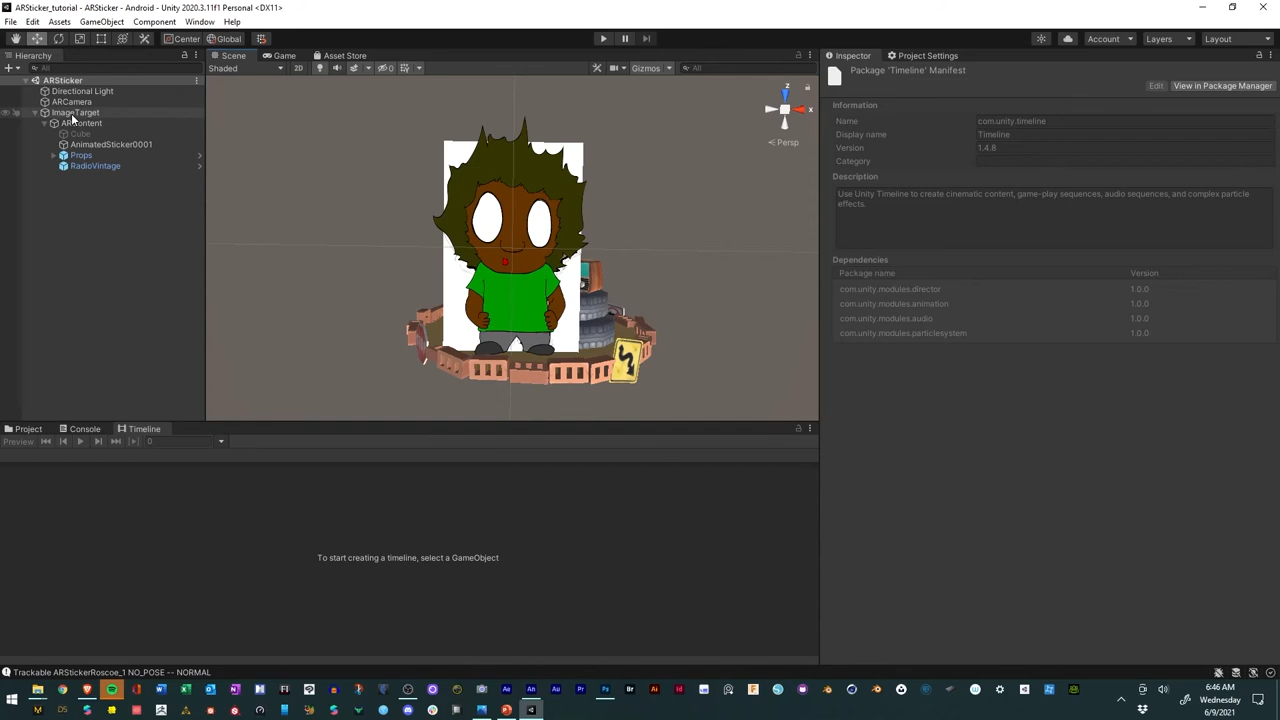 ARSticker_tutorial - ARSticker - Android - Unity 2020.3.11f1 Personal <DX11>
File Edit Assets GameObject Component Window Help
Center Global Account Layers Layout
Hierarchy Scene Game Asset Store Inspector Project Settings
All Shaded 2D Gizmos All Package 'Timeline' Manifest
ARSticker
Edit View in Package Manager
Directional Light
ARCamera
ImageTarget
ARContent
Cube
AnimatedSticker0001
Props
RadioVintage
z
x
Persp
Information
Name com.unity.timeline
Display name Timeline
Version 1.4.8
Category
Description
Use Unity Timeline to create cinematic content, game-play sequences, audio sequences, and complex particle
effects.
Dependencies
Package name Version
com.unity.modules.director 1.0.0
com.unity.modules.animation 1.0.0
com.unity.modules.audio 1.0.0
com.unity.modules.particlesystem 1.0.0
Project Console Timeline
Preview 0
To start creating a timeline, select a GameObject
Trackable ARStickerRoscoe_1 NO_POSE -- NORMAL
6:46 AM
Wednesday
6/9/2021